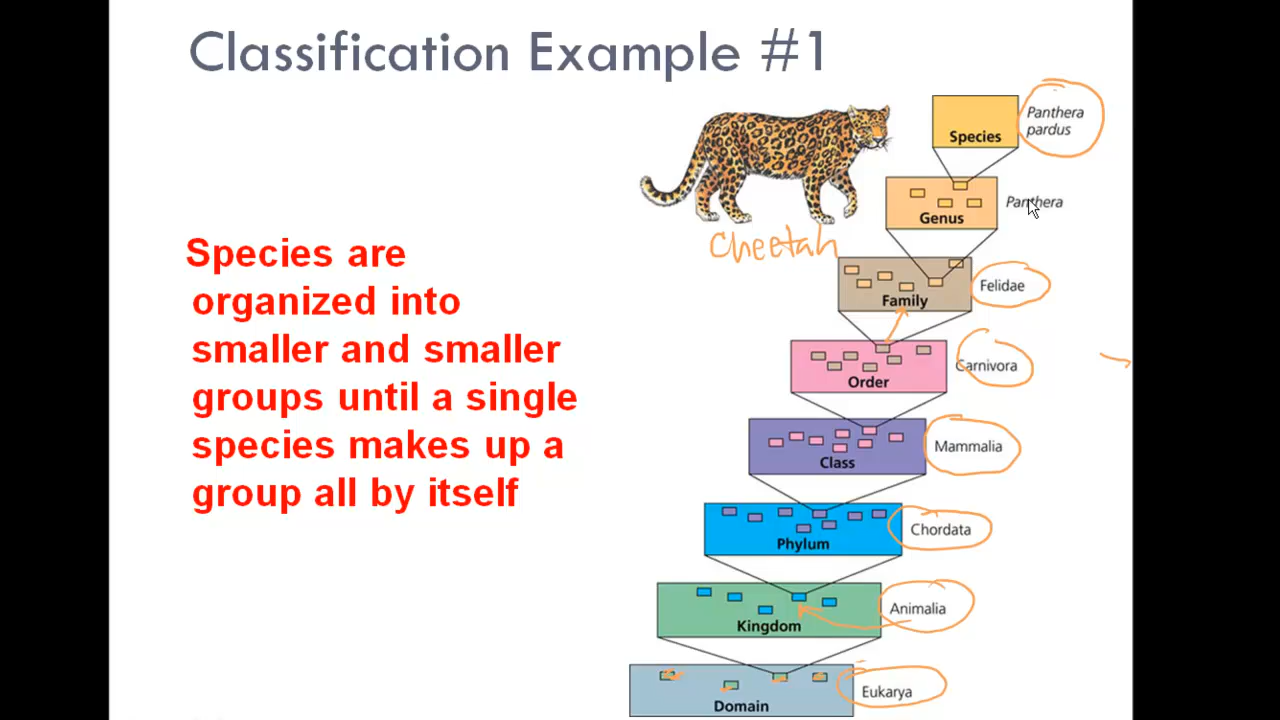 Classification Example #1
Species are
organized into
smaller and smaller
groups until a single
species makes up a
group all by itself
Cheetah
Species
Panthera
pardus
Genus
Panthera
Family
Felidae
Order
Carnivora
Class
Mammalia
Phylum
Chordata
Kingdom
Animalia
Domain
Eukarya